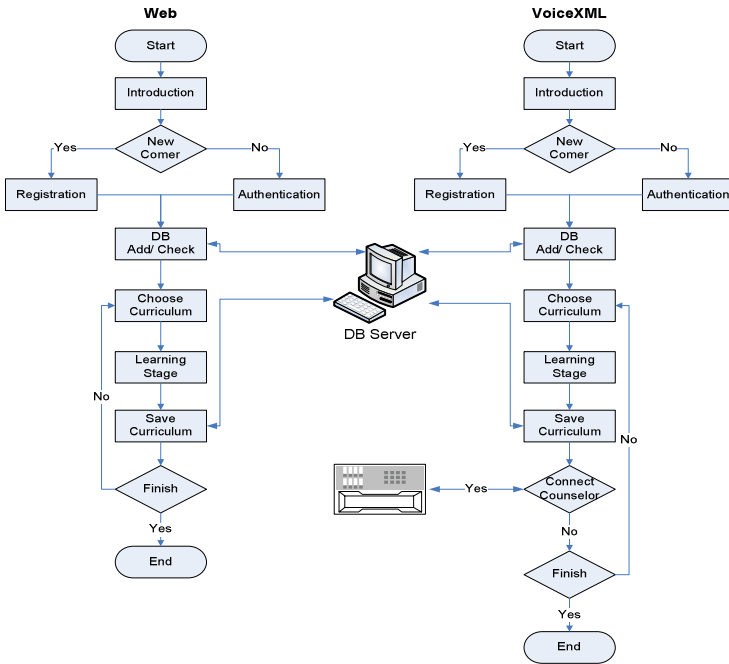 Web
Start
Introduction
New
Comer
Yes
No
Registration
Authentication
DB
Add/ Check
Choose
Curriculum
Learning
Stage
No
Save
Curriculum
Finish
Yes
End
DB Server
VoiceXML
Start
Introduction
New
Comer
Yes
No
Registration
Authentication
DB
Add/ Check
Choose
Curriculum
Learning
Stage
Save
Curriculum
No
Connect
Counselor
Yes
No
Finish
Yes
End